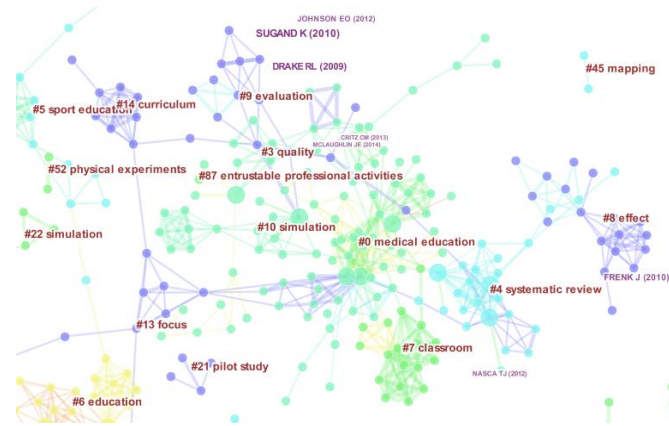 JOHNSON EO (2012)
SUGAND K (2010)
DRAKE RL (2009)
#45 mapping
#9 evaluation
#5 sport education
#14 curriculum
CRITZ CM (2013)
MCLAUGHLIN JE (2014)
#3 quality
#52 physical experiments
#87 entrustable professional activities
#8 effect
#10 simulation
#22 simulation
#0 medical education
FRENK J (2010)
#4 systematic review
#13 focus
#7 classroom
#21 pilot study
NASCA TJ (2012)
#6 education